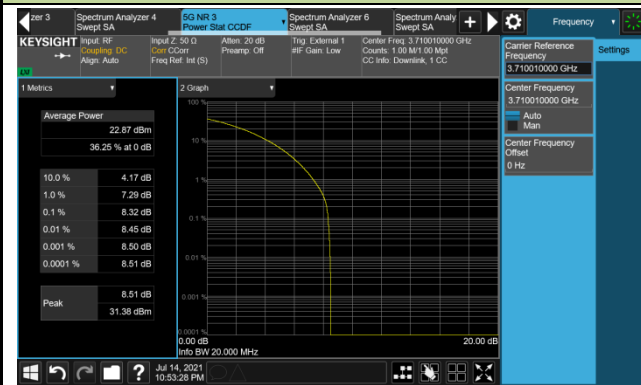 zer 3
Spectrum Analyzer 4
Swept SA
5G NR 3
Power Stat CCDF
Spectrum Analyzer 6
Swept SA
Spectrum Analy
Swept SA
Frequency
KEYSIGHT
Input: RF
Coupling: DC
Align: Auto
Input Z: 50 Ω
Corr CCorr
Freq Ref: Int (S)
Atten: 20 dB
Preamp: Off
Trig: External 1
#IF Gain: Low
Center Freq: 3.710010000 GHz
Counts: 1.00 M/1.00 Mpt
CC Info: Downlink, 1 CC
1 Metrics
Average Power
22.87 dBm
36.25 % at 0 dB
10.0 % 4.17 dB
1.0 % 7.29 dB
0.1 % 8.32 dB
0.01 % 8.45 dB
0.001 % 8.50 dB
0.0001 % 8.51 dB
Peak
8.51 dB
31.38 dBm
2 Graph
100 %
10 %
1 %
0.1 %
0.01 %
0.001 %
0.0001 %
0.00 dB
20.00 dB
Info BW 20.000 MHz
Carrier Reference
Frequency
3.710010000 GHz
Center Frequency
3.710010000 GHz
Auto
Man
Center Frequency
Offset
0 Hz
Settings
Jul 14, 2021
10:53:28 PM